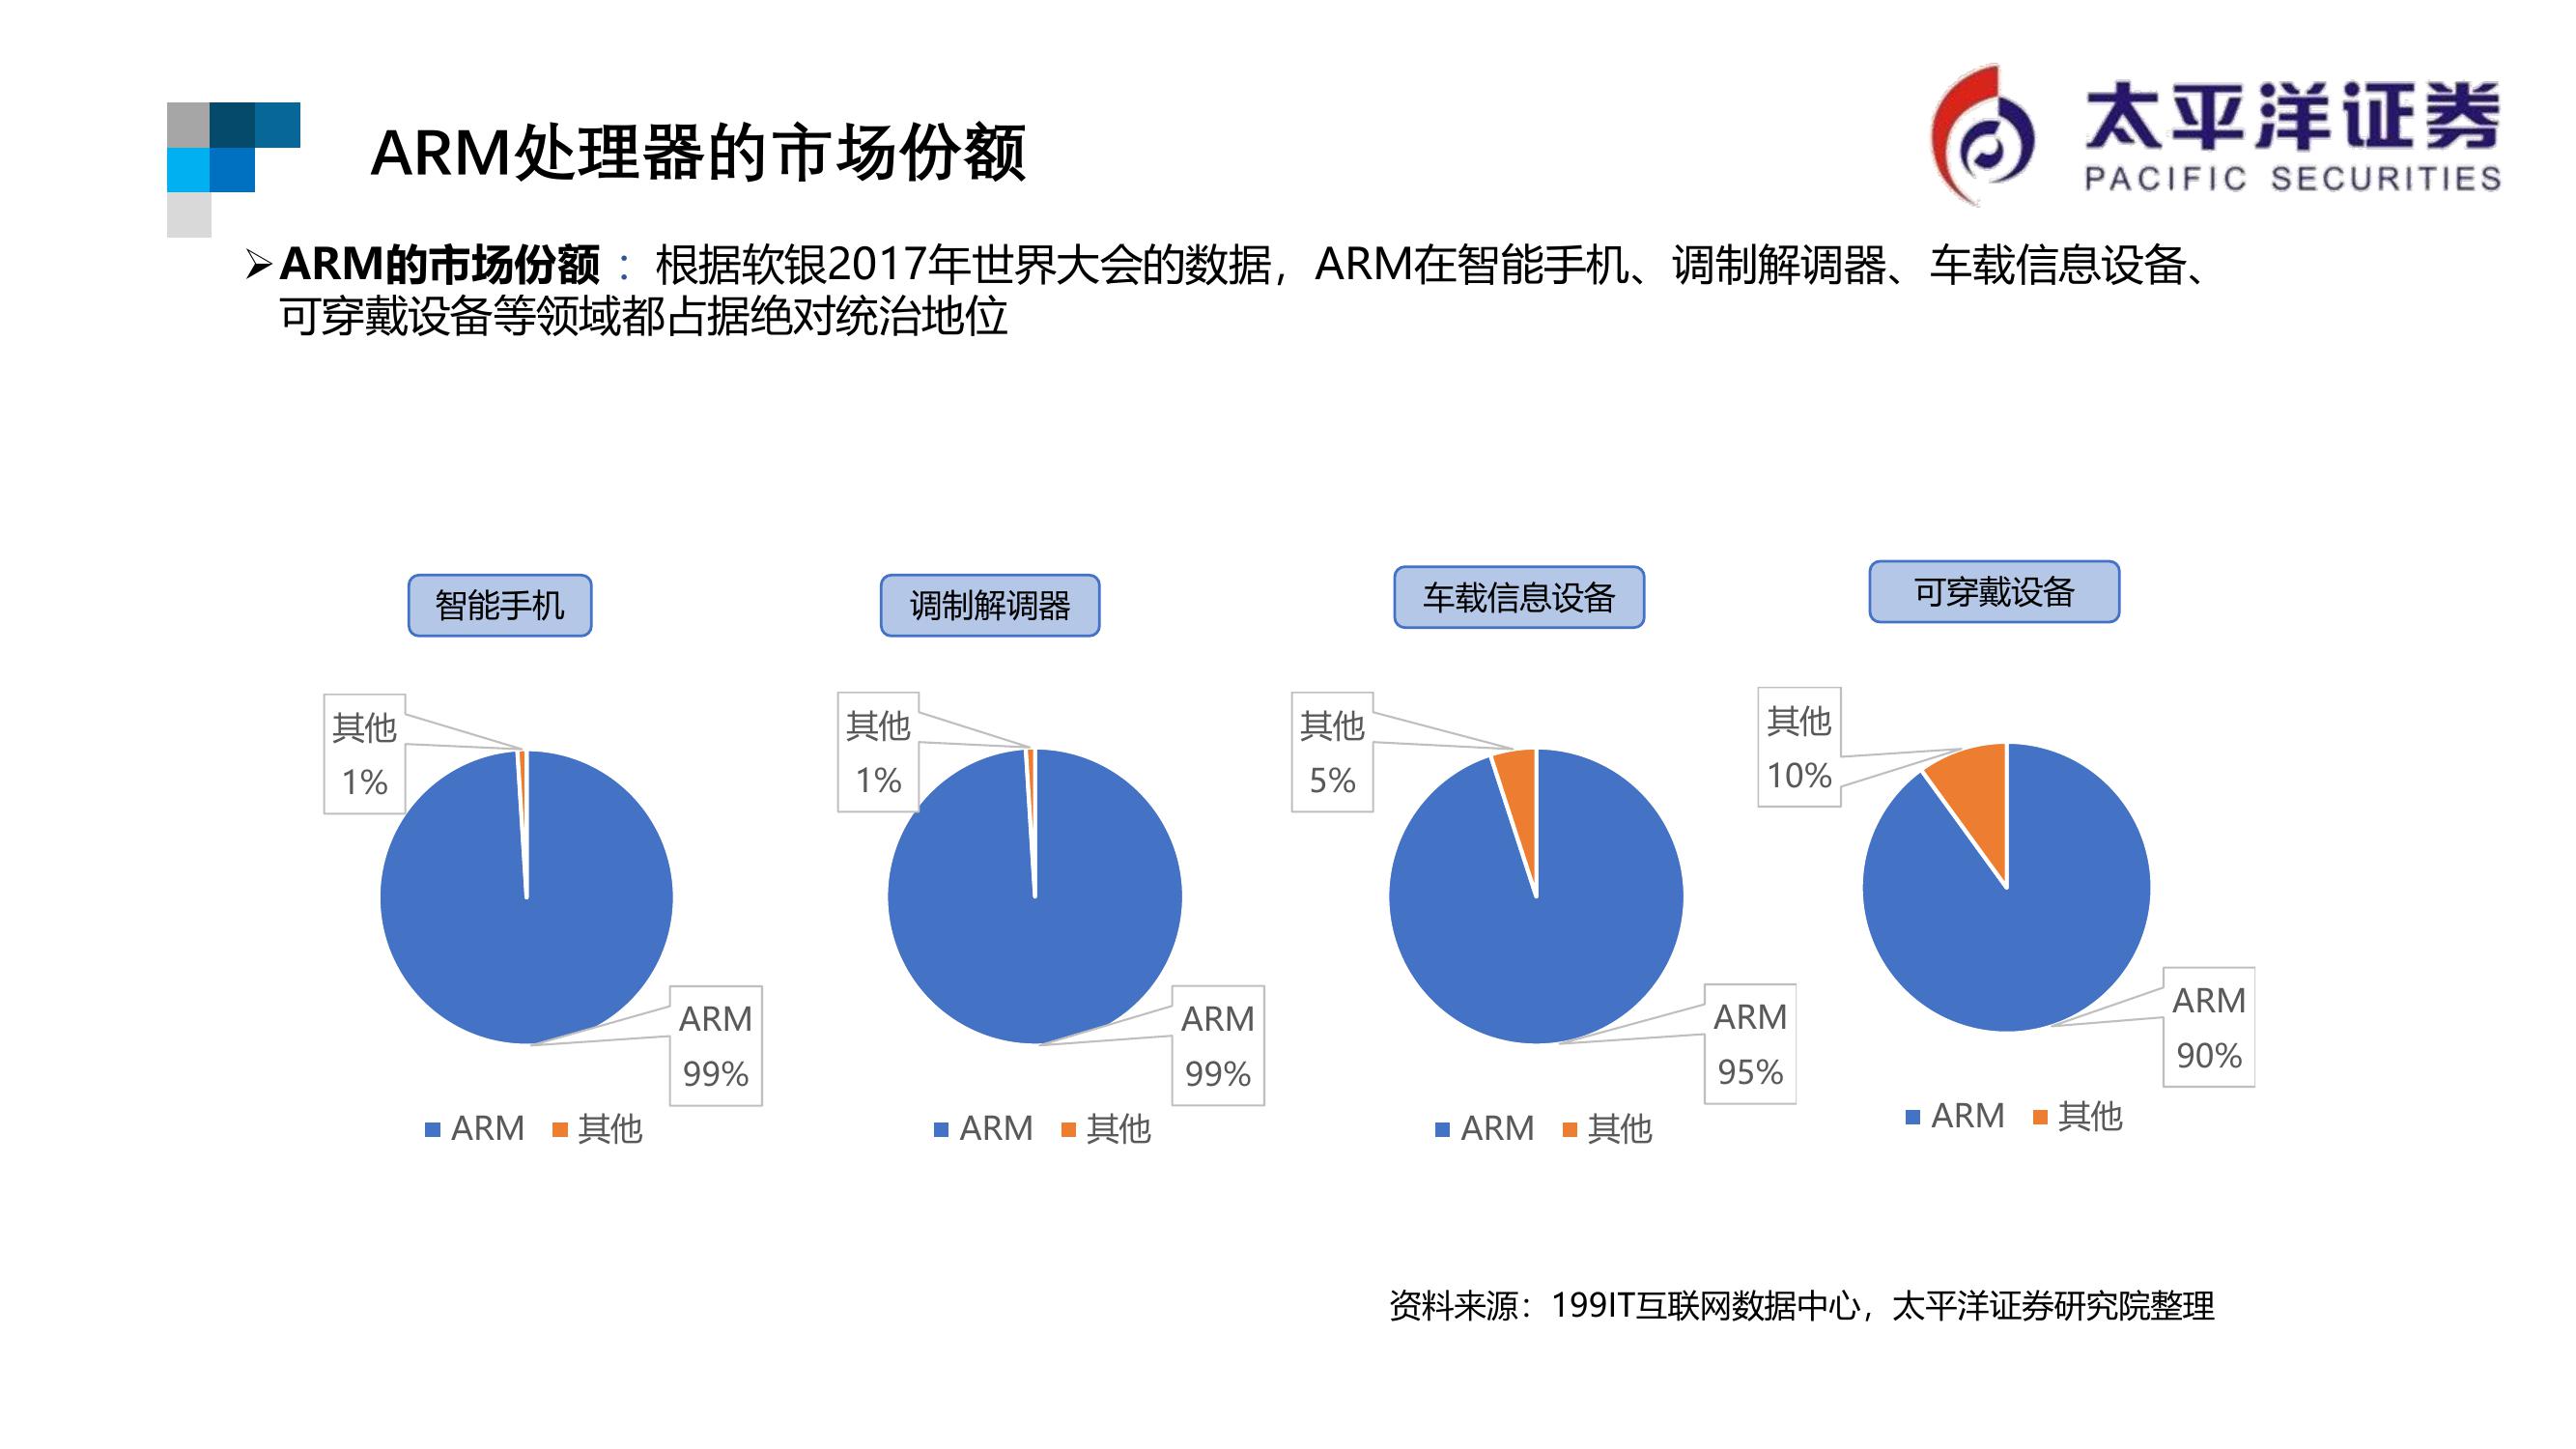 ARM处理器的市场份额
太平洋证券
PACIFIC SECURITIES
➢ARM的市场份额 ：根据软银2017年世界大会的数据，ARM在智能手机、调制解调器、车载信息设备、
可穿戴设备等领域都占据绝对统治地位
智能手机
调制解调器
车载信息设备
可穿戴设备
其他
1%
ARM
99%
ARM 其他
其他
1%
ARM
99%
ARM 其他
其他
5%
ARM
95%
ARM 其他
其他
10%
ARM
90%
ARM 其他
资料来源：199IT互联网数据中心，太平洋证券研究院整理